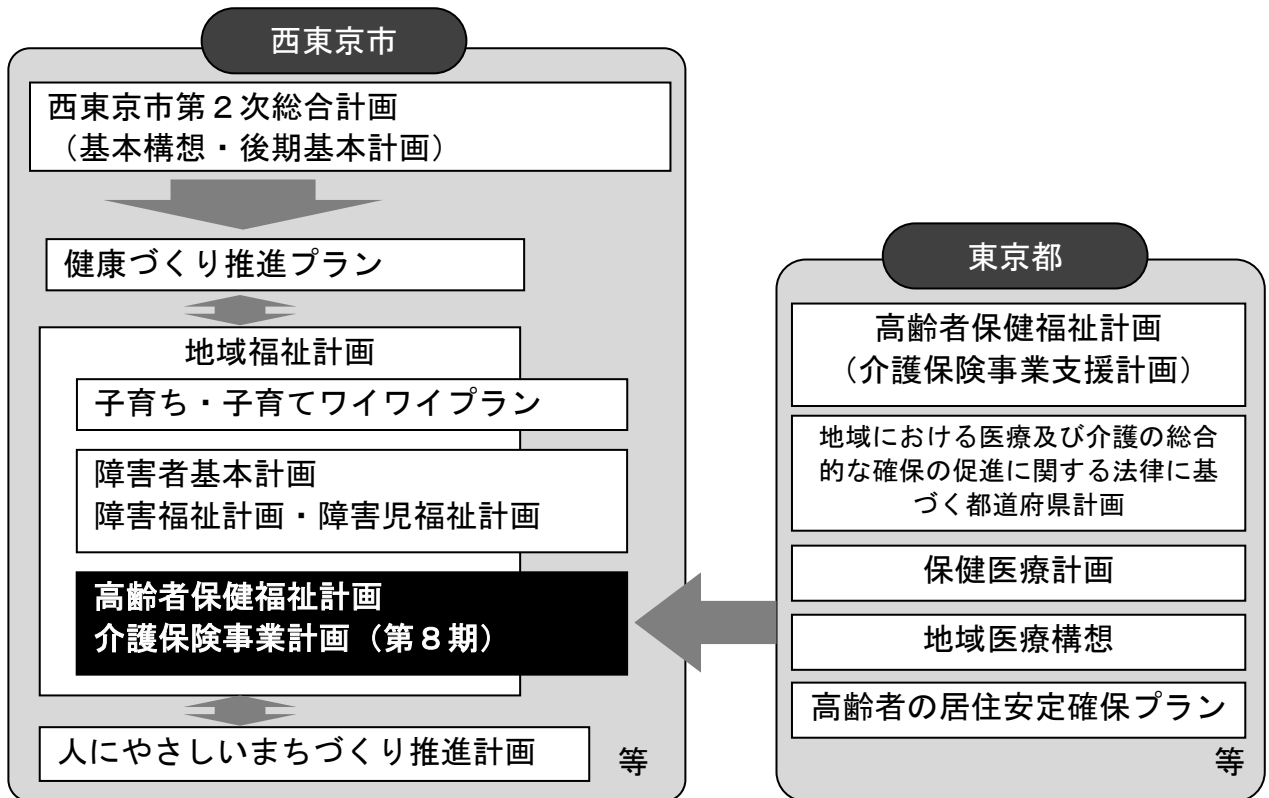 西東京市
西東京市第２次総合計画
（基本構想・後期基本計画）
健康づくり推進プラン
地域福祉計画
子育ち・子育てワイワイプラン
障害者基本計画
障害福祉計画・障害児福祉計画
高齢者保健福祉計画
介護保険事業計画（第８期）
人にやさしいまちづくり推進計画
等
東京都
高齢者保健福祉計画
（介護保険事業支援計画）
地域における医療及び介護の総合
的な確保の促進に関する法律に基
づく都道府県計画
保健医療計画
地域医療構想
高齢者の居住安定確保プラン
等